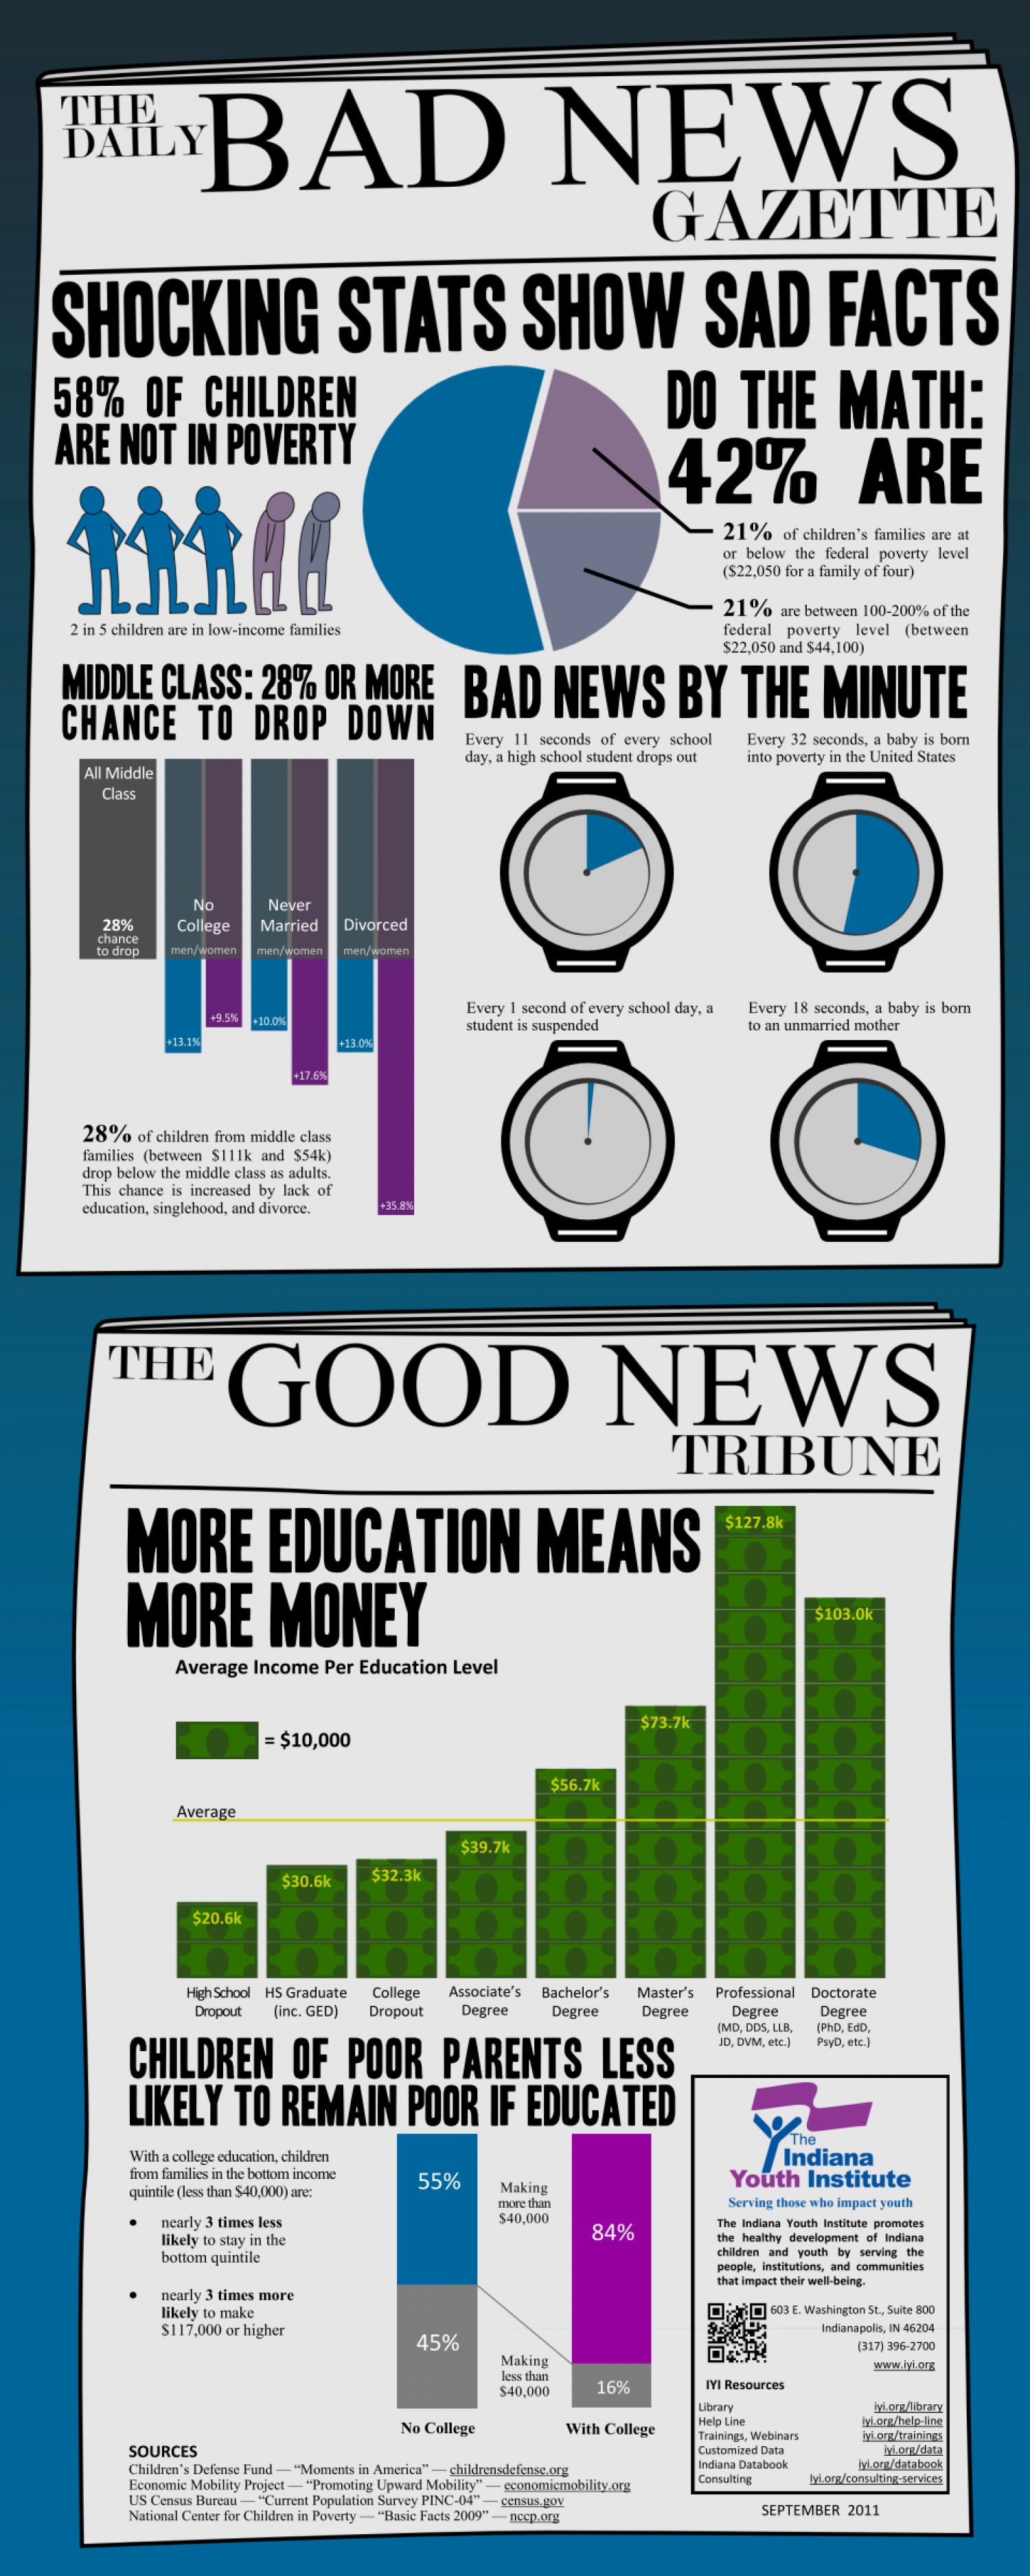 THE
DAILY
BAD NEWS
GAZETTE
SHOCKING STATS SHOW SAD FACTS
58% OF CHILDREN
ARE NOT IN POVERTY
2 in 5 children are in low-income families
DO THE MATH:
42% ARE
21% of children's families are at
or below the federal poverty level
($22,050 for a family of four)
21% are between 100-200% of the
federal poverty level (between
$22,050 and $44,100)
MIDDLE CLASS: 28% OR MORE
CHANCE TO DROP DOWN
All Middle
Class
28%
chance
to drop
No
College
men/women
Never
Married
men/women
Divorced
men/women
+13.1%
+9.5%
+10.0%
+17.6%
+13.0%
+35.8%
28% of children from middle class
families (between $111k and $54k)
drop below the middle class as adults.
This chance is increased by lack of
education, singlehood, and divorce.
BAD NEWS BY THE MINUTE
Every 11 seconds of every school
day, a high school student drops out
Every 32 seconds, a baby is born
into poverty in the United States
Every 1 second of every school day, a
student is suspended
Every 18 seconds, a baby is born
to an unmarried mother
THE
GOOD NEWS
TRIBUNE
MORE EDUCATION MEANS
MORE MONEY
Average Income Per Education Level
= $10,000
Average
$20.6k
$30.6k
$32.3k
$39.7k
$56.7k
$73.7k
$127.8k
$103.0k
High School
Dropout
HS Graduate
(inc. GED)
College
Dropout
Associate's
Degree
Bachelor's
Degree
Master's
Degree
Professional
Degree
(MD, DDS, LLB,
JD, DVM, etc.)
Doctorate
Degree
(PhD, EdD,
PsyD, etc.)
CHILDREN OF POOR PARENTS LESS
LIKELY TO REMAIN POOR IF EDUCATED
With a college education, children
from families in the bottom income
quintile (less than $40,000) are:
• nearly 3 times less
likely to stay in the
bottom quintile
• nearly 3 times more
likely to make
$117,000 or higher
55%
45%
Making
more than
$40,000
Making
less than
$40,000
84%
16%
No College
With College
The
Indiana
Youth Institute
Serving those who impact youth
The Indiana Youth Institute promotes
the healthy development of Indiana
children and youth by serving the
people, institutions, and communities
that impact their well-being.
603 E. Washington St., Suite 800
Indianapolis, IN 46204
(317) 396-2700
www.iyi.org
IYI Resources
Library iyi.org/library
Help Line iyi.org/help-line
Trainings, Webinars iyi.org/trainings
Customized Data iyi.org/data
Indiana Databook iyi.org/databook
Consulting Iyi.org/consulting-services
SOURCES
Children's Defense Fund — "Moments in America" — childrensdefense.org
Economic Mobility Project — "Promoting Upward Mobility" — economicmobility.org
US Census Bureau — "Current Population Survey PINC-04" — census.gov
National Center for Children in Poverty — "Basic Facts 2009" — nccp.org
SEPTEMBER 2011